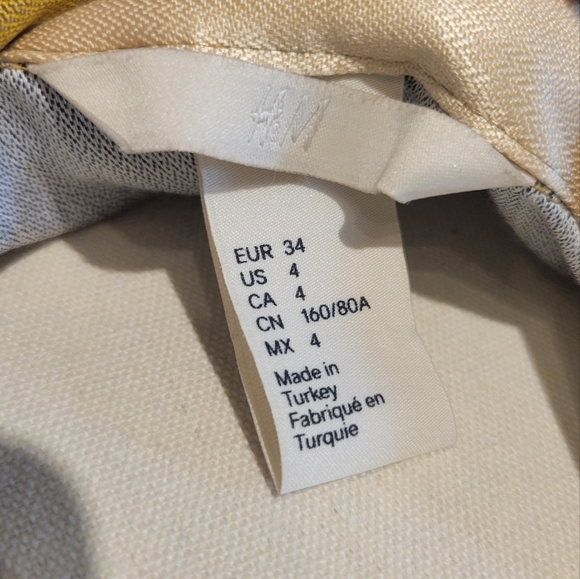 H&M
EUR 34
US 4
CA 4
CN 160/80A
MX 4
Made in
Turkey
Fabriqué en
Turquie